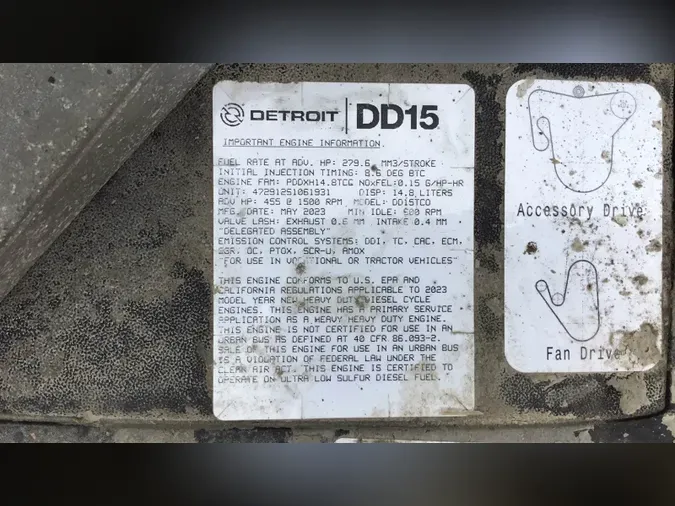 DETROIT DD15
IMPORTANT ENGINE INFORMATION
FUEL RATE AT ADV. HP: 279.6 MM3/STROKE
INITIAL INJECTION TIMING: 8.6 DEG BTC
ENGINE FAM: PDDXH14.8TCG NOxFEL:0.15 G/HP-HR
UNIT: 472912S1061931 DISP: 14.8 LITERS
ADV HP: 455 @ 1500 RPM MODEL: DD15TCO
MFG. DATE: MAY 2023 MIN IDLE: RPM
VALVE LASH: EXHAUST MM INTAKE 0.4 MM
"DELEGATED ASSEMBLY"
EMISSION CONTROL SYSTEMS: DDI, TC, CAC, ECM,
EGR, OC, PTOX, SCR-U, AMOX
"FOR USE IN VOCATIONAL OR TRACTOR VEHICLES"
THIS ENGINE CONFORMS TO U.S. EPA AND
CALIFORNIA REGULATIONS APPLICABLE TO 2023
MODEL YEAR NEW HEAVY DUTY DIESEL CYCLE
ENGINES. THIS ENGINE HAS A PRIMARY SERVICE
APPLICATION AS A HEAVY HEAVY DUTY ENGINE.
THIS ENGINE IS NOT CERTIFIED FOR USE IN AN
URBAN BUS AS DEFINED AT 40 CFR 86.093-2.
SALE OF THIS ENGINE FOR USE IN AN URBAN BUS
IS A VIOLATION OF FEDERAL LAW UNDER THE
CLEAN AIR ACT. THIS ENGINE IS CERTIFIED TO
OPERATE ON ULTRA LOW SULFUR DIESEL FUEL.
Accessory Drive
Fan Drive